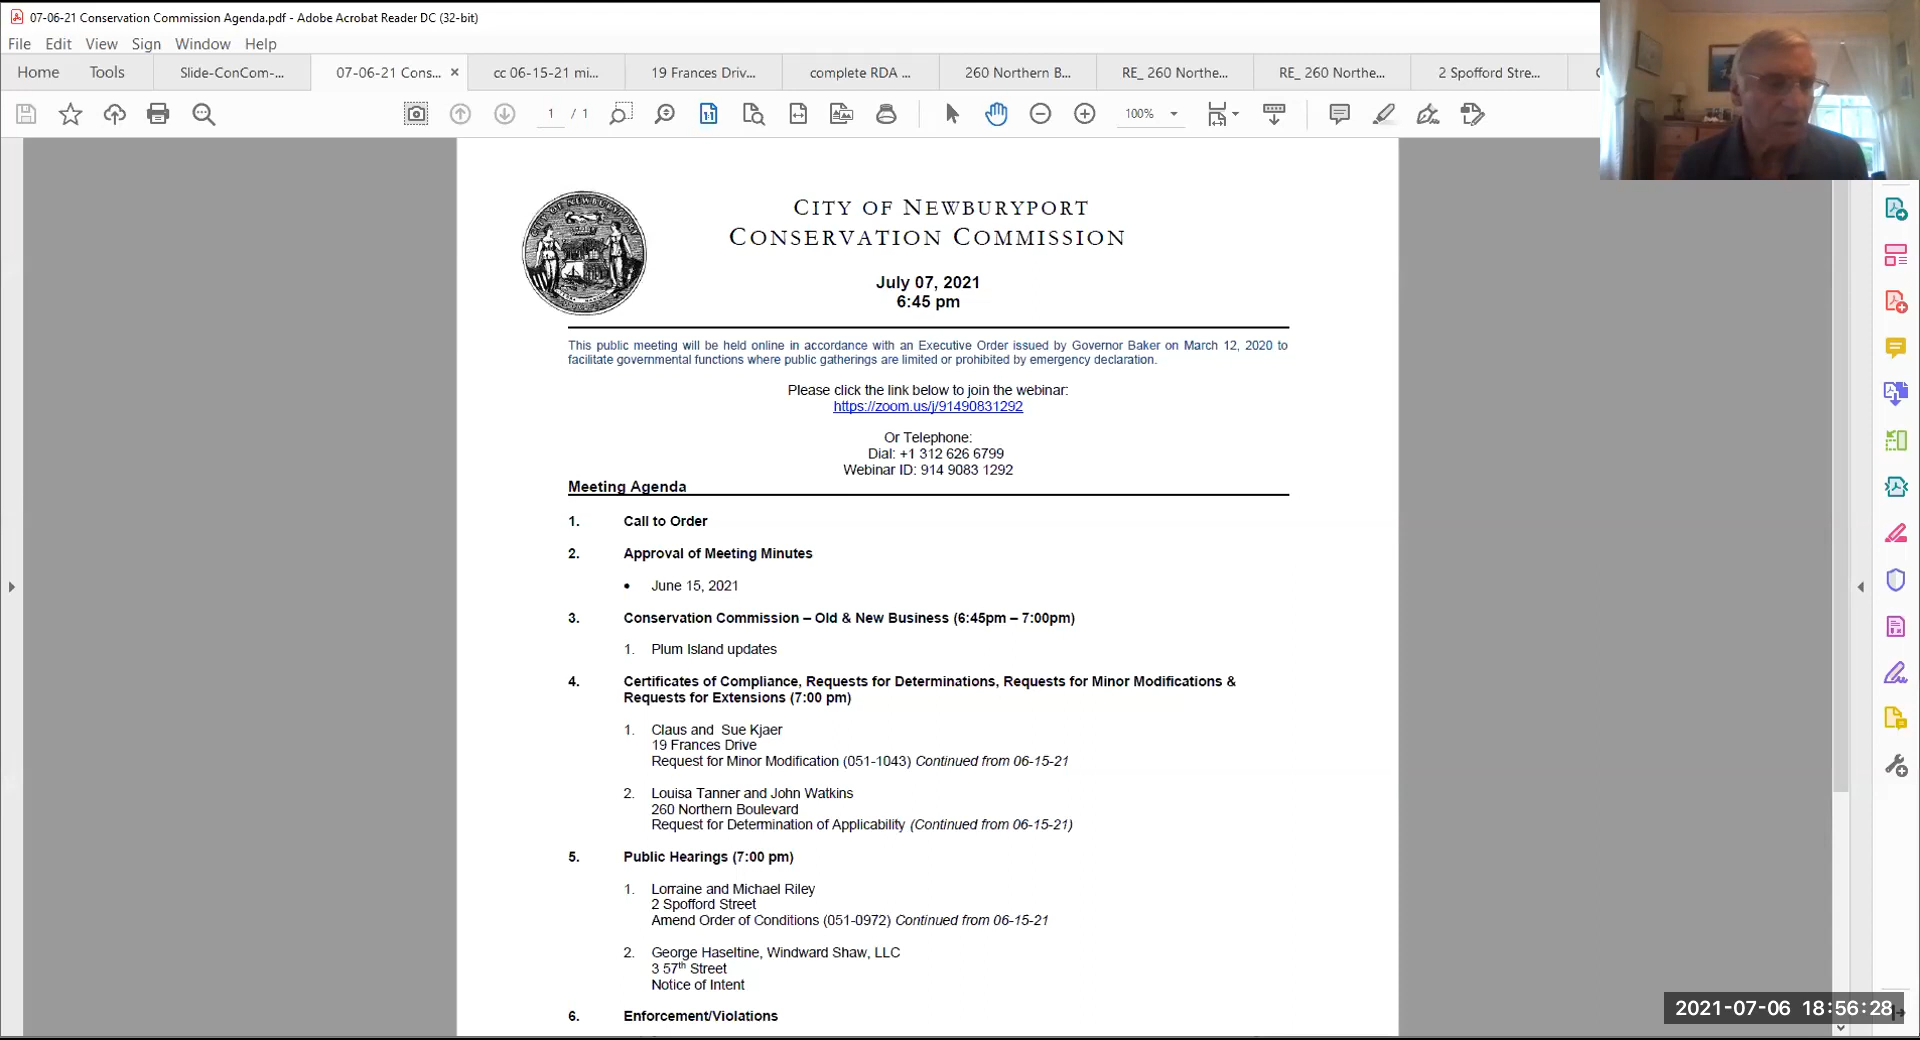 07-06-21 Conservation Commission Agenda.pdf - Adobe Acrobat Reader DC (32-bit)
File Edit View Sign Window Help
Home Tools Slide-ConCom-... 07-06-21 Cons... × cc 06-15-21 mi... 19 Frances Driv... complete RDA ... 260 Northern B... RE_ 260 Northe... RE_ 260 Northe... 2 Spofford Stre...
1 / 1 100%
CITY OF NEWBURYPORT
CONSERVATION COMMISSION
July 07, 2021
6:45 pm
This public meeting will be held online in accordance with an Executive Order issued by Governor Baker on March 12, 2020 to
facilitate governmental functions where public gatherings are limited or prohibited by emergency declaration.
Please click the link below to join the webinar:
https://zoom.us/j/91490831292
Or Telephone:
Dial: +1 312 626 6799
Webinar ID: 914 9083 1292
Meeting Agenda
1. Call to Order
2. Approval of Meeting Minutes
• June 15, 2021
3. Conservation Commission – Old & New Business (6:45pm – 7:00pm)
1. Plum Island updates
4. Certificates of Compliance, Requests for Determinations, Requests for Minor Modifications &
Requests for Extensions (7:00 pm)
1. Claus and Sue Kjaer
19 Frances Drive
Request for Minor Modification (051-1043) Continued from 06-15-21
2. Louisa Tanner and John Watkins
260 Northern Boulevard
Request for Determination of Applicability (Continued from 06-15-21)
5. Public Hearings (7:00 pm)
1. Lorraine and Michael Riley
2 Spofford Street
Amend Order of Conditions (051-0972) Continued from 06-15-21
2. George Haseltine, Windward Shaw, LLC
3 57th Street
Notice of Intent
6. Enforcement/Violations
2021-07-06 18:56:28